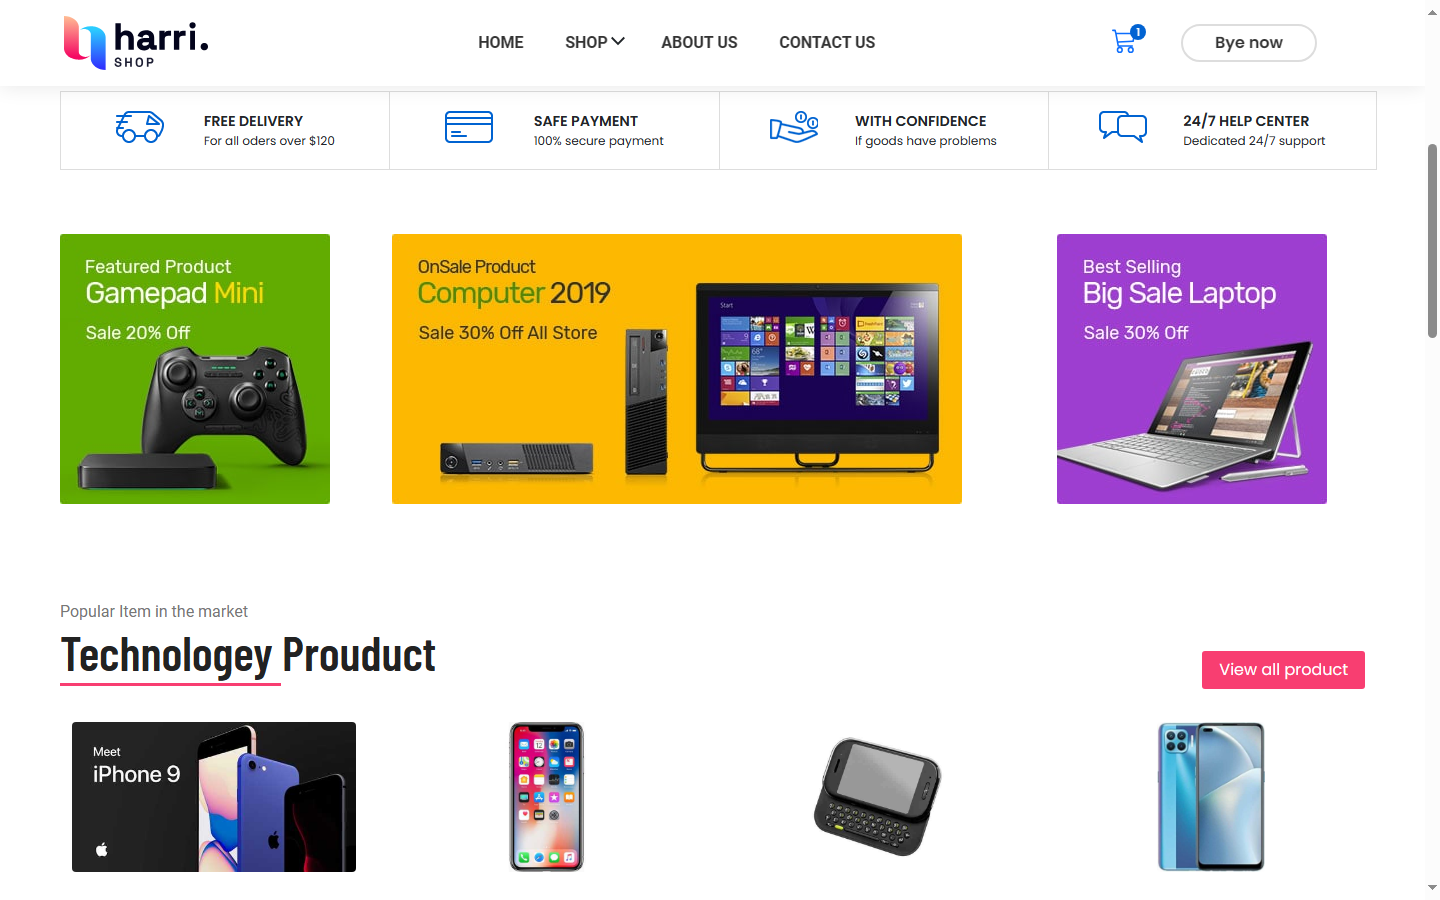 harri.
SHOP
HOME
SHOP
ABOUT US
CONTACT US
1
Bye now
FREE DELIVERY
For all oders over $120
SAFE PAYMENT
100% secure payment
WITH CONFIDENCE
If goods have problems
24/7 HELP CENTER
Dedicated 24/7 support
Featured Product
Gamepad Mini
Sale 20% Off
OnSale Product
Computer 2019
Sale 30% Off All Store
Start
Best Selling
Big Sale Laptop
Sale 30% Off
Popular Item in the market
Technologey Prouduct
View all product
Meet
iPhone 9